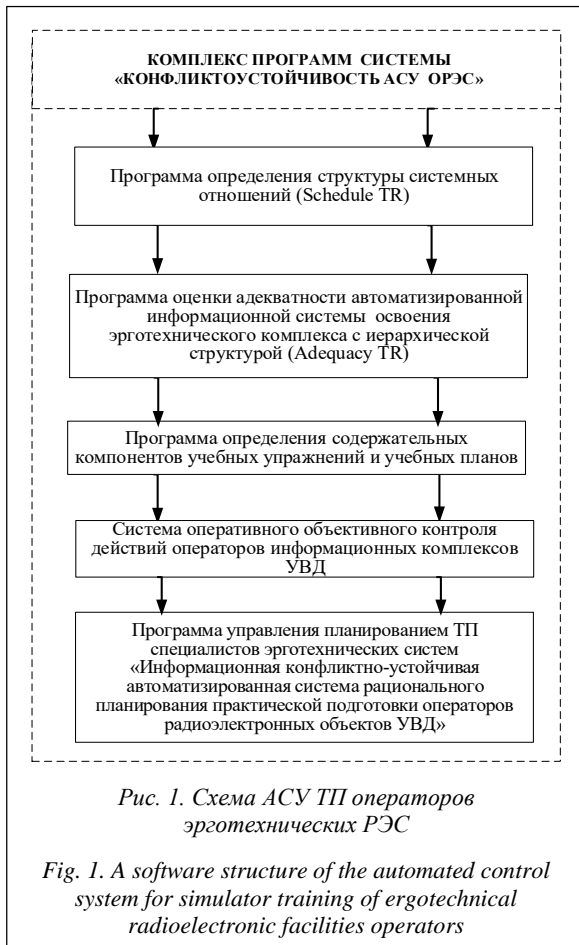 КОМПЛЕКС ПРОГРАММ СИСТЕМЫ
«КОНФЛИКТОУСТОЙЧИВОСТЬ АСУ ОРЭС»
Программа определения структуры системных
отношений (Schedule TR)
Программа оценки адекватности автоматизированной
информационной системы освоения
эрготехнического комплекса с иерархической
структурой (Adequacy TR)
Программа определения содержательных
компонентов учебных упражнений и учебных планов
Система оперативного объективного контроля
действий операторов информационных комплексов
УВД
Программа управления планированием ТП
специалистов эрготехнических систем
«Информационная конфликтно-устойчивая
автоматизированная система рационального
планирования практической подготовки операторов
радиоэлектронных объектов УВД»
Рис. 1. Схема АСУ ТП операторов
эрготехнических РЭС
Fig. 1. A software structure of the automated control
system for simulator training of ergotechnical
radioelectronic facilities operators